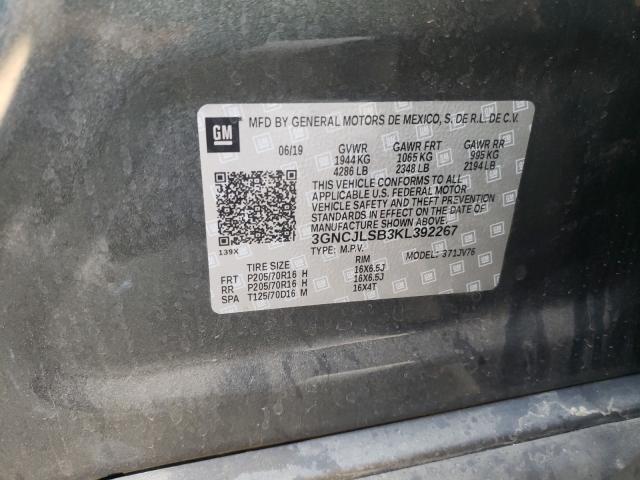 GM MFD BY GENERAL MOTORS DE MEXICO, S. DE R.L. DE C.V.
06/19 GVWR GAWR FRT GAWR RR
1944 KG 1065 KG 995 KG
4286 LB 2348 LB 2194 LB
THIS VEHICLE CONFORMS TO ALL
APPLICABLE U.S. FEDERAL MOTOR
VEHICLE SAFETY AND THEFT PREVENTION
STANDARDS IN EFFECT ON THE DATE OF
MANUFACTURE SHOWN ABOVE.
3GNCJLSB3KL392267
139X TYPE: M.P.V. MODEL: 371JV76
TIRE SIZE RIM
FRT P205/70R16 H 16X6.5J
RR P205/70R16 H 16X6.5J
SPA T125/70D16 M 16X4T